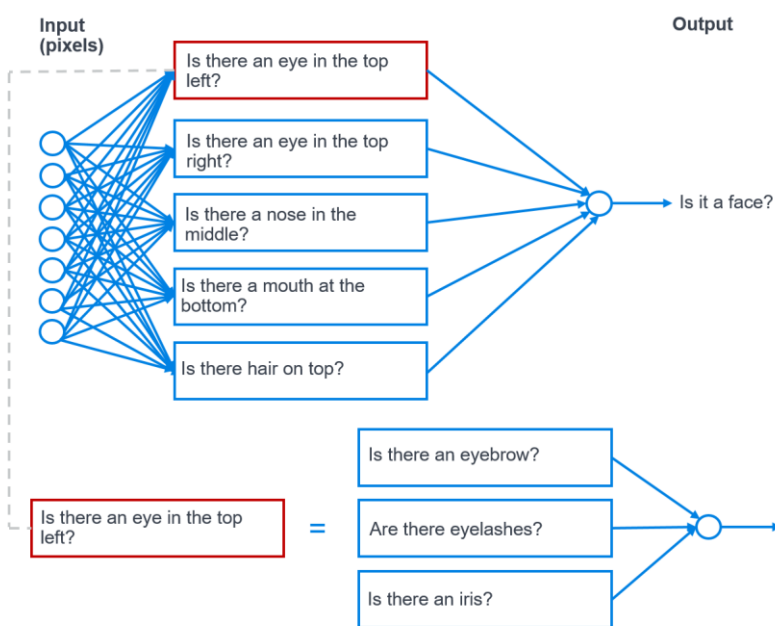 Input
(pixels)
Output
Is there an eye in the top
left?
Is there an eye in the top
right?
Is there a nose in the
middle?
Is there a mouth at the
bottom?
Is there hair on top?
Is it a face?
Is there an eye in the top
left?
=
Is there an eyebrow?
Are there eyelashes?
Is there an iris?